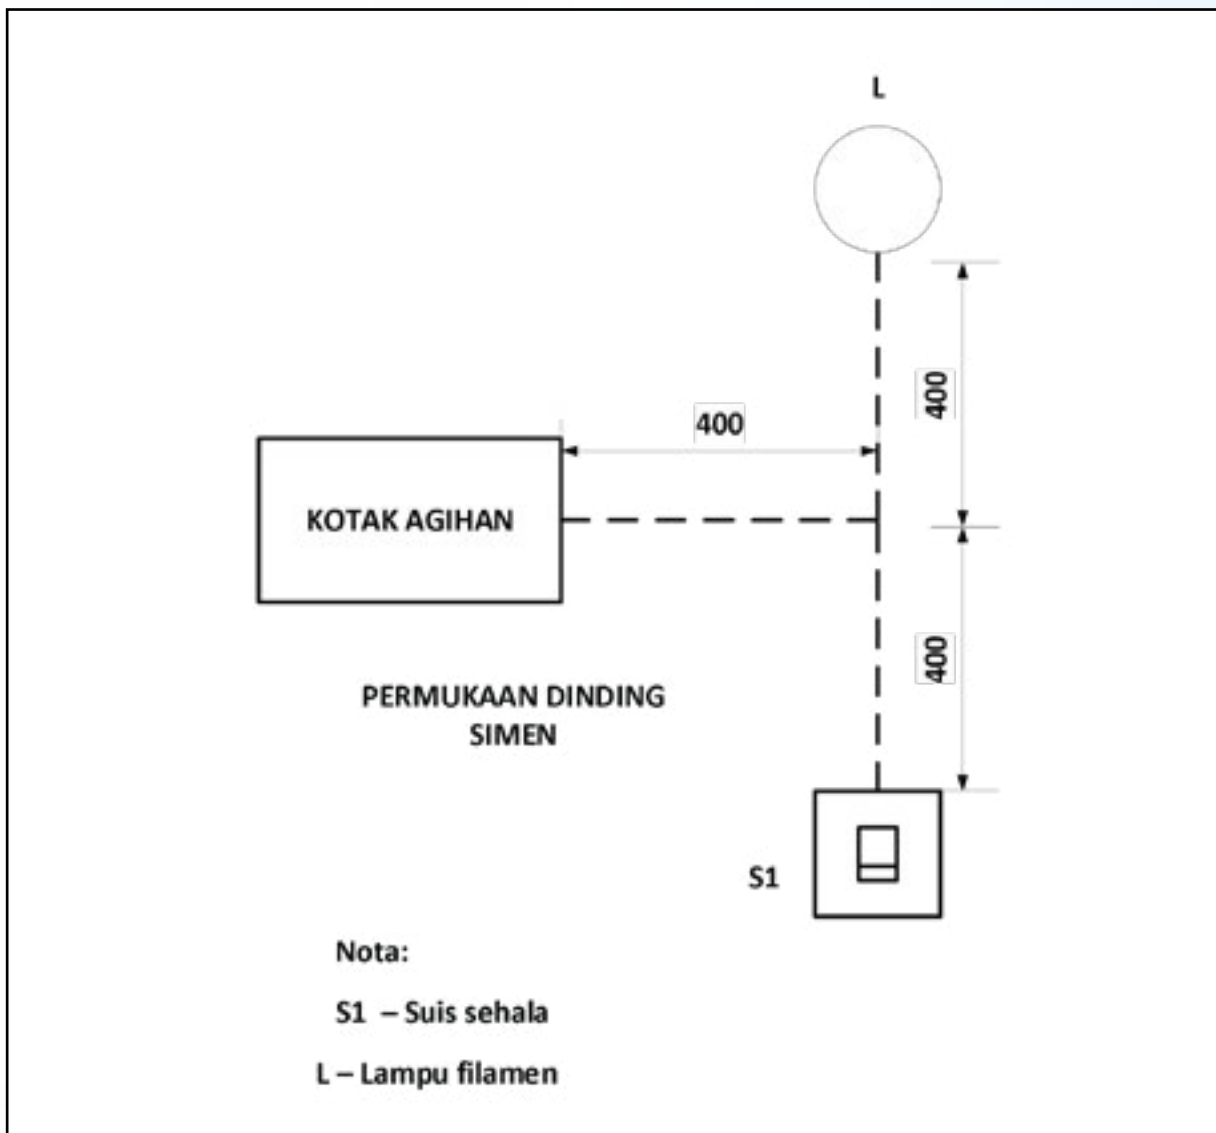 L
400
400
KOTAK AGIHAN
400
PERMUKAAN DINDING
SIMEN
S1
Nota:
S1 – Suis sehala
L – Lampu filamen